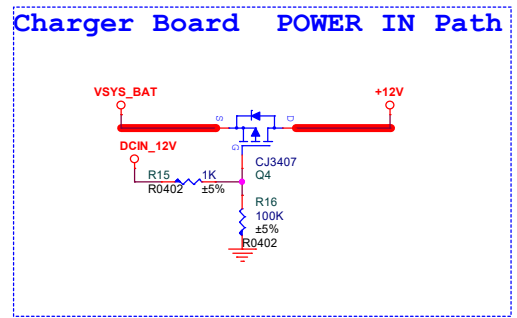 Charger Board  POWER IN Path
VSYS_BAT
+12V
S
D
DCIN_12V
G
CJ3407
R15
1K
Q4
R0402
±5%
R16
100K
±5%
R0402